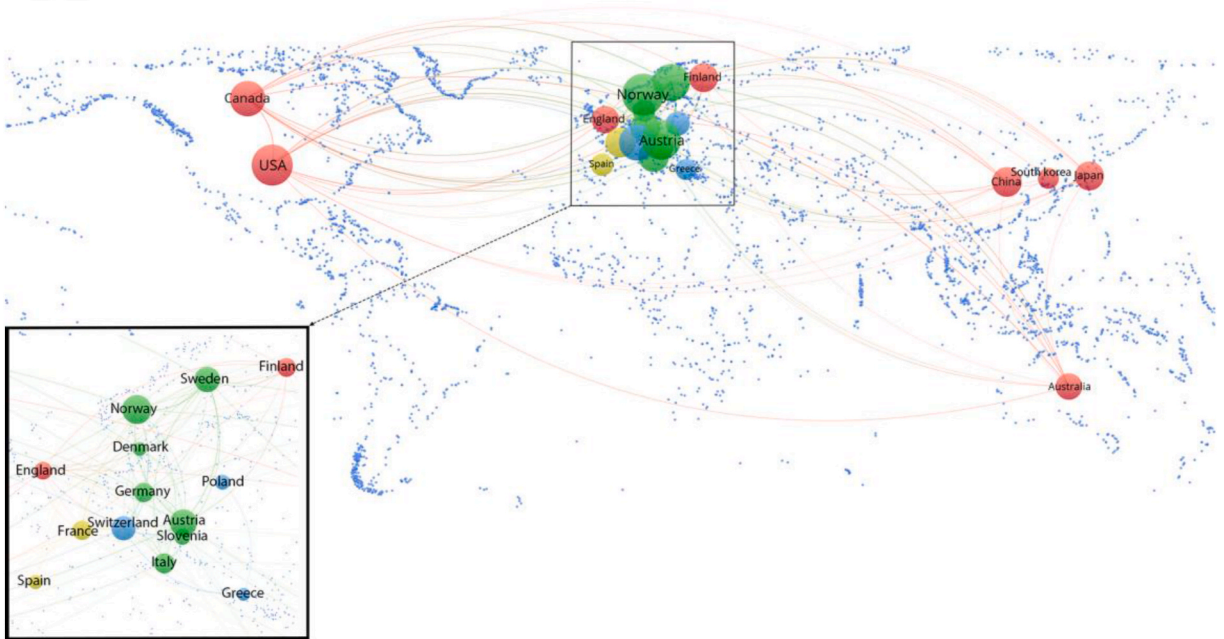 Canada
USA
Norway
Finland
England
Austria
Spain
Greece
China
South korea
Japan
Australia
Finland
Sweden
Norway
Denmark
England
Poland
Germany
Switzerland
Austria
France
Slovenia
Italy
Spain
Greece